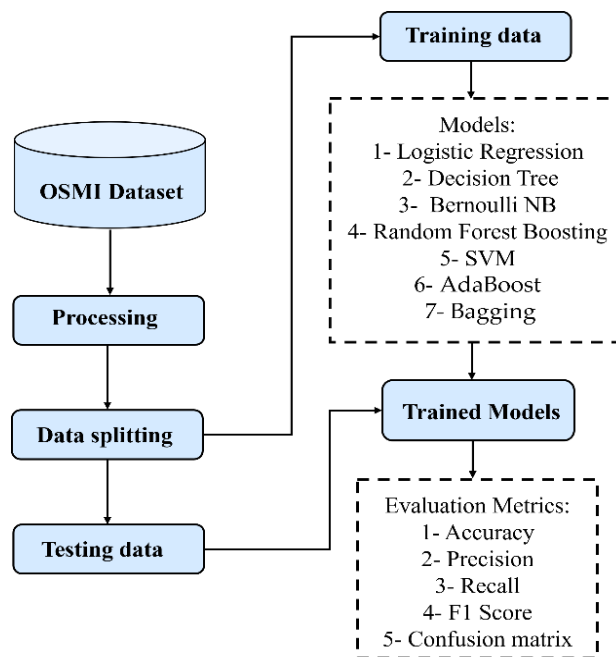 OSMI Dataset
Processing
Data splitting
Testing data
Training data
Models:
1- Logistic Regression
2- Decision Tree
3- Bernoulli NB
4- Random Forest Boosting
5- SVM
6- AdaBoost
7- Bagging
Trained Models
Evaluation Metrics:
1- Accuracy
2- Precision
3- Recall
4- F1 Score
5- Confusion matrix